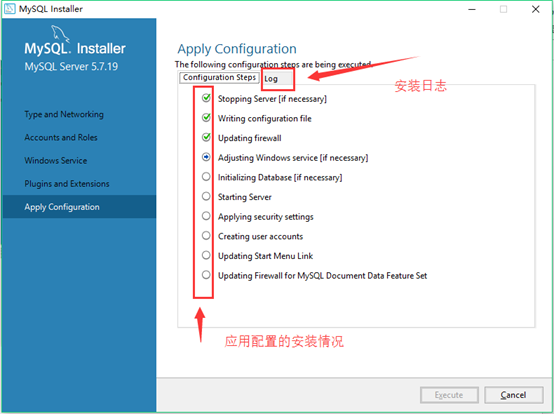 MySQL Installer
MySQL. Installer
MySQL Server 5.7.19
Type and Networking
Accounts and Roles
Windows Service
Plugins and Extensions
Apply Configuration
Apply Configuration
The following configuration steps are being executed.
Configuration Steps
Log
安装日志
Stopping Server [if necessary]
Writing configuration file
Updating firewall
Adjusting Windows service [if necessary]
Initializing Database [if necessary]
Starting Server
Applying security settings
Creating user accounts
Updating Start Menu Link
Updating Firewall for MySQL Document Data Feature Set
应用配置的安装情况
Execute
Cancel